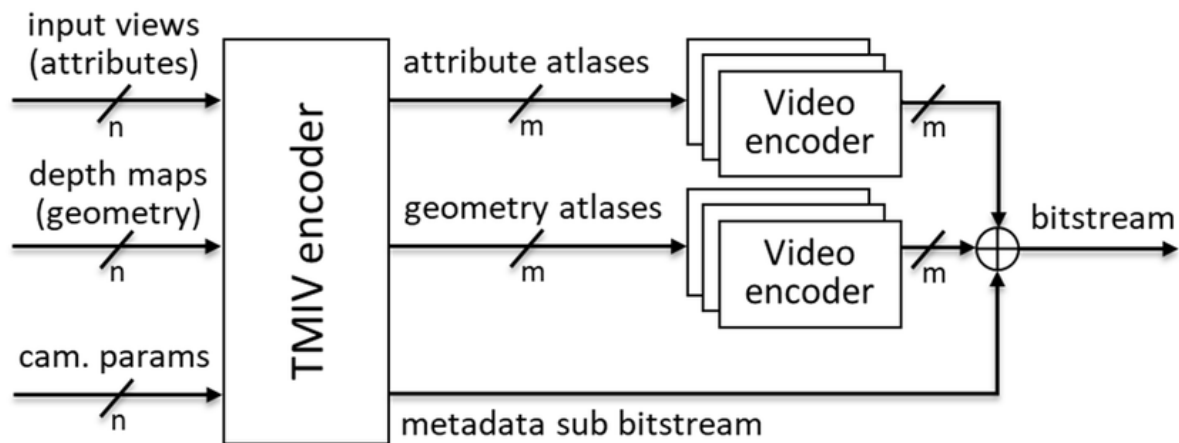 input views
(attributes)
n
depth maps
(geometry)
n
cam. params
n
TMIV encoder
attribute atlases
m
Video
encoder
m
geometry atlases
m
Video
encoder
m
bitstream
metadata sub bitstream